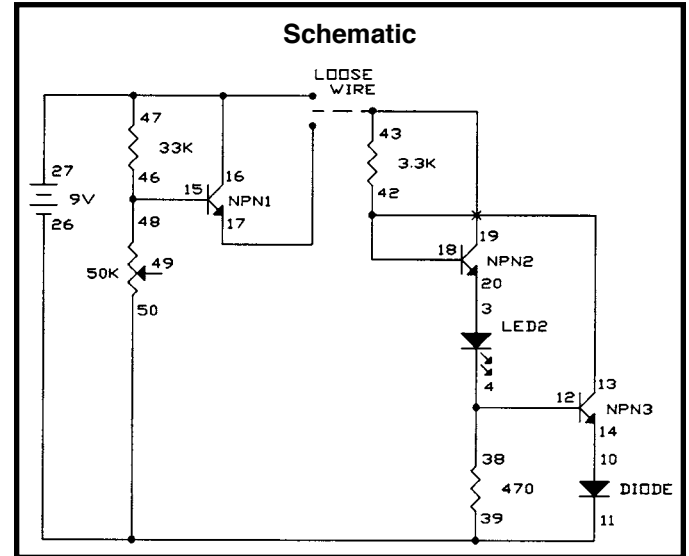 Schematic
LOOSE
WIRE
47
33K
46
43
3.3K
42
27
9V
26
15
16
NPN1
17
48
50K
49
50
18
19
NPN2
20
3
LED2
4
12
13
NPN3
14
38
470
39
10
DIODE
11